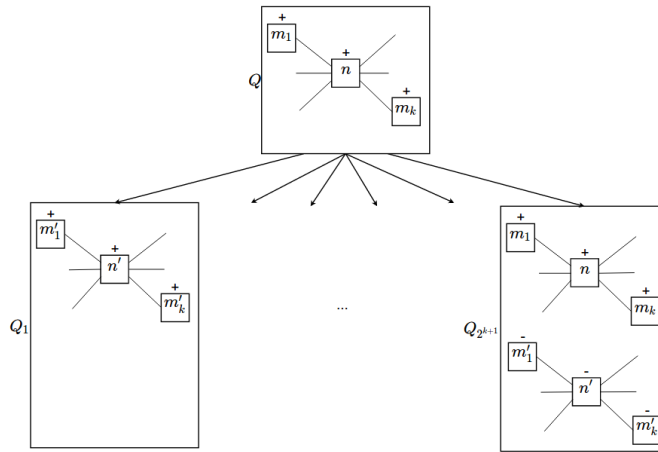 +
m₁
+
n
Q
+
mₖ
+
m′₁
+
n′
+
m′ₖ
Q₁
...
+
m₁
+
n
+
mₖ
Q₂ᵏ⁺¹
-
m′₁
-
n′
-
m′ₖ